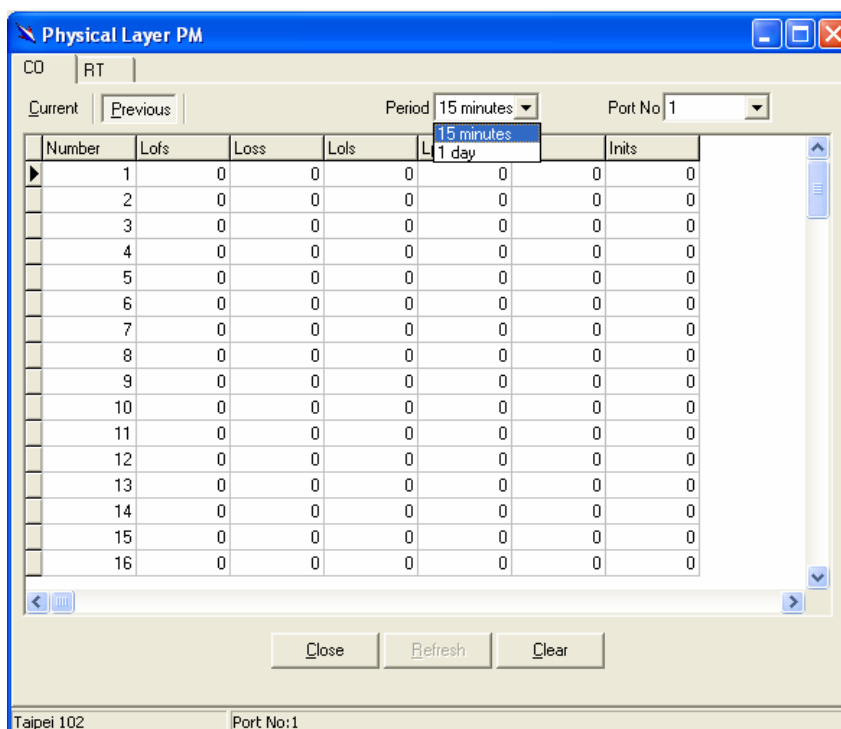 Physical Layer PM
CO RT
Current Previous Period 15 minutes Port No 1
15 minutes
1 day
Number Lofs Loss Lols Inits
1 0 0 0 0 0 0
2 0 0 0 0 0 0
3 0 0 0 0 0 0
4 0 0 0 0 0 0
5 0 0 0 0 0 0
6 0 0 0 0 0 0
7 0 0 0 0 0 0
8 0 0 0 0 0 0
9 0 0 0 0 0 0
10 0 0 0 0 0 0
11 0 0 0 0 0 0
12 0 0 0 0 0 0
13 0 0 0 0 0 0
14 0 0 0 0 0 0
15 0 0 0 0 0 0
16 0 0 0 0 0 0
Close Refresh Clear
Taipei 102 Port No:1